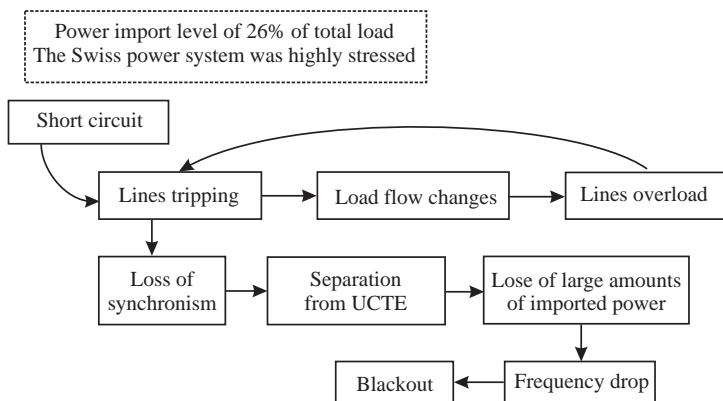 Power import level of 26% of total load
The Swiss power system was highly stressed
Short circuit
Lines tripping
Load flow changes
Lines overload
Loss of
synchronism
Separation
from UCTE
Lose of large amounts
of imported power
Blackout
Frequency drop